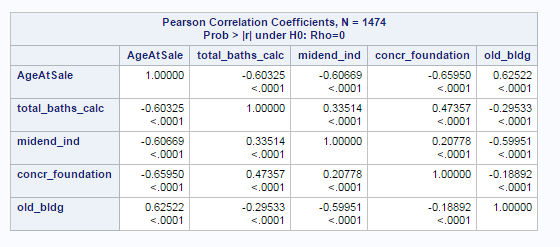 Pearson Correlation Coefficients, N = 1474
Prob > |r| under H0: Rho=0
AgeAtSale total_baths_calc midend_ind concr_foundation old_bldg
AgeAtSale 1.00000 -0.60325 -0.60669 -0.65950 0.62522
<.0001 <.0001 <.0001 <.0001
total_baths_calc -0.60325 1.00000 0.33514 0.47357 -0.29533
<.0001 <.0001 <.0001 <.0001
midend_ind -0.60669 0.33514 1.00000 0.20778 -0.59951
<.0001 <.0001 <.0001 <.0001
concr_foundation -0.65950 0.47357 0.20778 1.00000 -0.18892
<.0001 <.0001 <.0001 <.0001
old_bldg 0.62522 -0.29533 -0.59951 -0.18892 1.00000
<.0001 <.0001 <.0001 <.0001